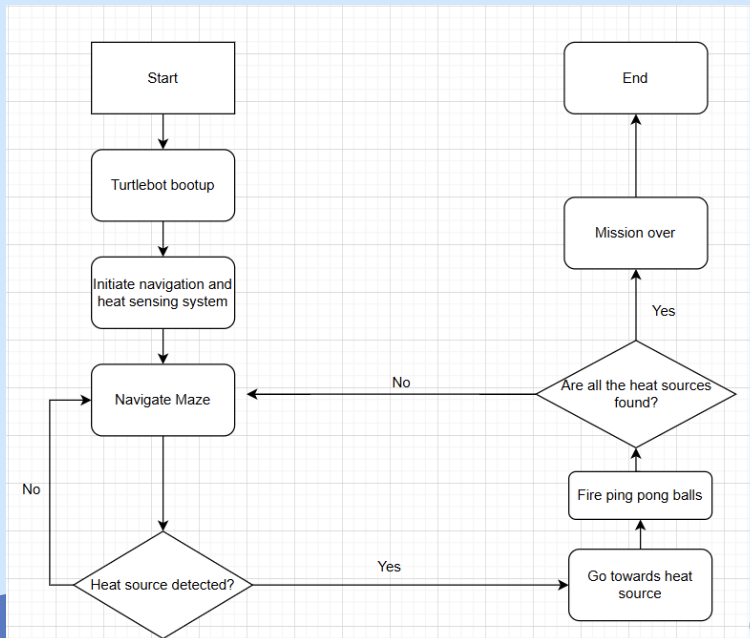 Start
Turtlebot bootup
Initiate navigation and
heat sensing system
Navigate Maze
No
Heat source detected?
Yes
Go towards heat
source
Fire ping pong balls
Are all the heat sources
found?
No
Yes
Mission over
End